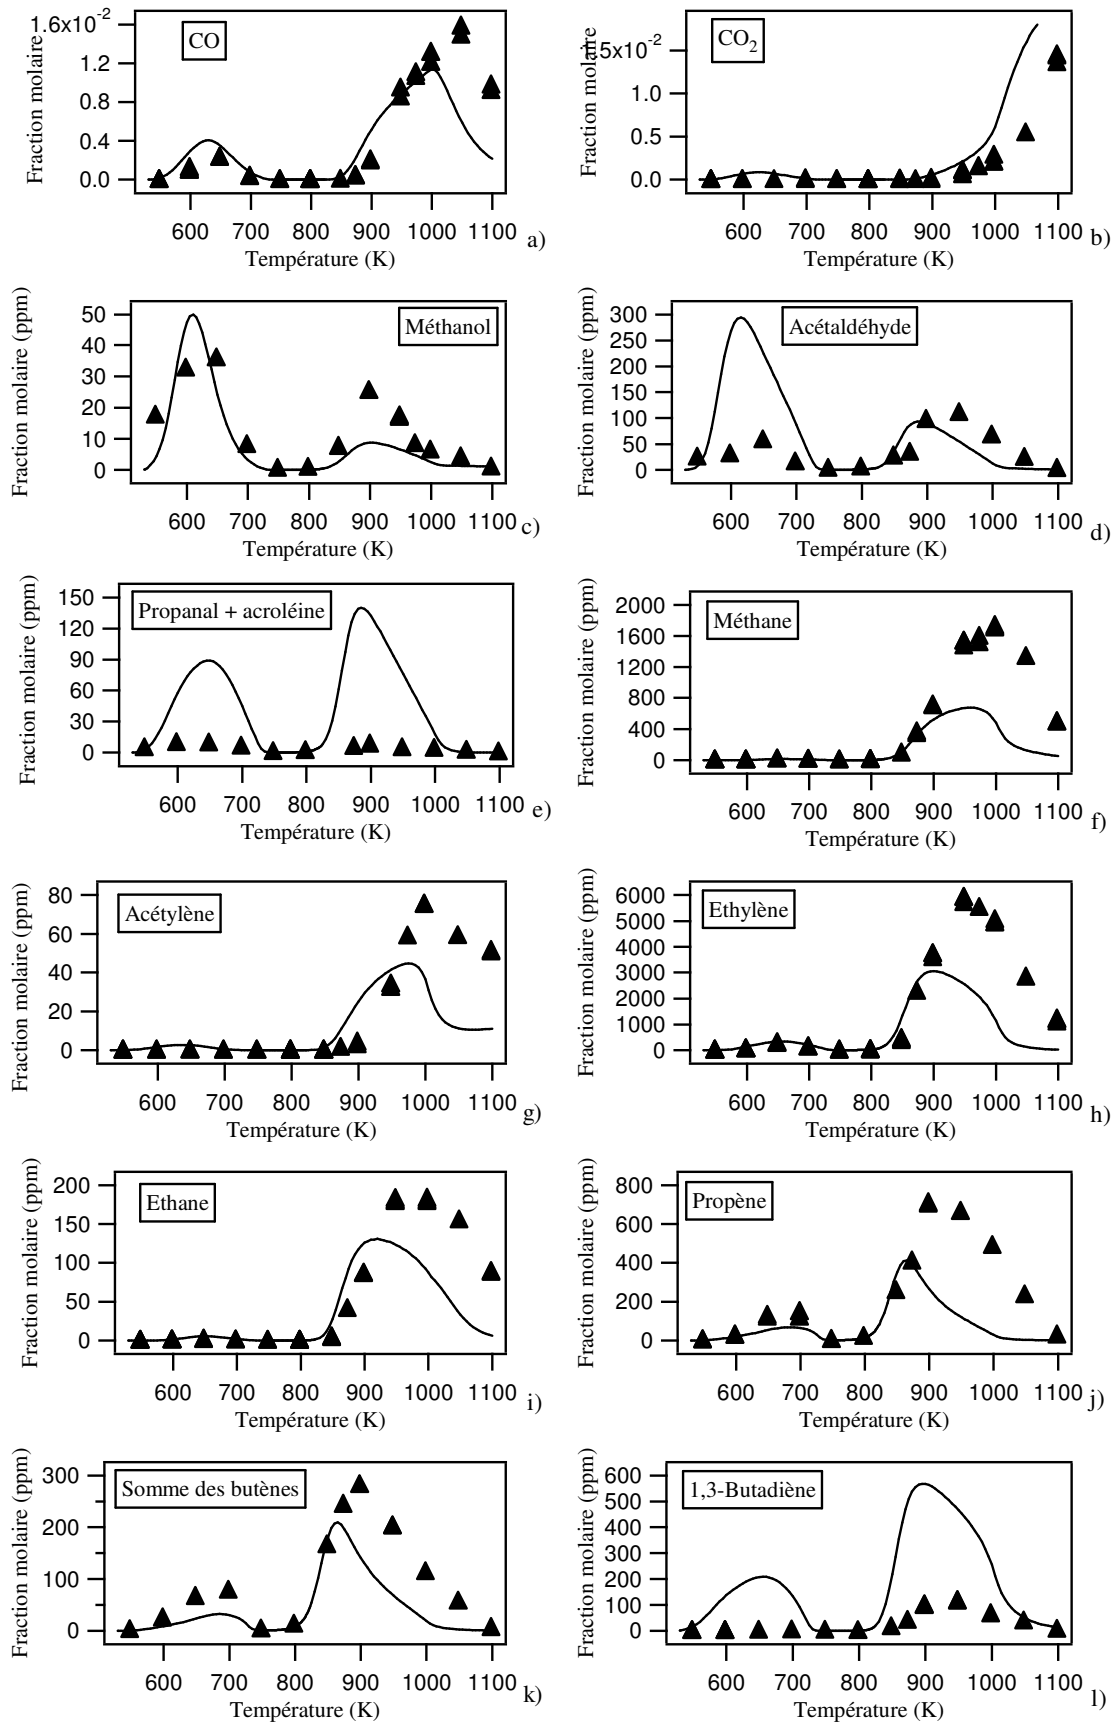 Fraction molaire
1.6x10-2
1.2
0.8
0.4
0.0
CO
600 700 800 900 1000 1100
Température (K)
a)
Fraction molaire
1.5x10-2
1.0
0.5
0.0
CO2
600 700 800 900 1000 1100
Température (K)
b)
Fraction molaire (ppm)
50
40
30
20
10
0
Méthanol
600 700 800 900 1000 1100
Température (K)
c)
Fraction molaire (ppm)
300
250
200
150
100
50
0
Acétaldéhyde
600 700 800 900 1000 1100
Température (K)
d)
Fraction molaire (ppm)
150
120
90
60
30
0
Propanal + acroléine
600 700 800 900 1000 1100
Température (K)
e)
Fraction molaire (ppm)
2000
1600
1200
800
400
0
Méthane
600 700 800 900 1000 1100
Température (K)
f)
Fraction molaire (ppm)
80
60
40
20
0
Acétylène
600 700 800 900 1000 1100
Température (K)
g)
Fraction molaire (ppm)
6000
5000
4000
3000
2000
1000
0
Ethylène
600 700 800 900 1000 1100
Température (K)
h)
Fraction molaire (ppm)
200
150
100
50
0
Ethane
600 700 800 900 1000 1100
Température (K)
i)
Fraction molaire (ppm)
800
600
400
200
0
Propène
600 700 800 900 1000 1100
Température (K)
j)
Fraction molaire (ppm)
300
200
100
0
Somme des butènes
600 700 800 900 1000 1100
Température (K)
k)
Fraction molaire (ppm)
600
500
400
300
200
100
0
1,3-Butadiène
600 700 800 900 1000 1100
Température (K)
l)